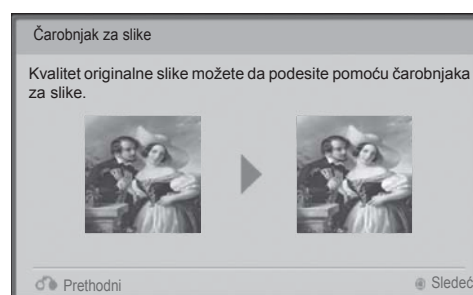 Čarobnjak za slike
Kvalitet originalne slike možete da podesite pomoću čarobnjaka
za slike.
Prethodni
Sledeć